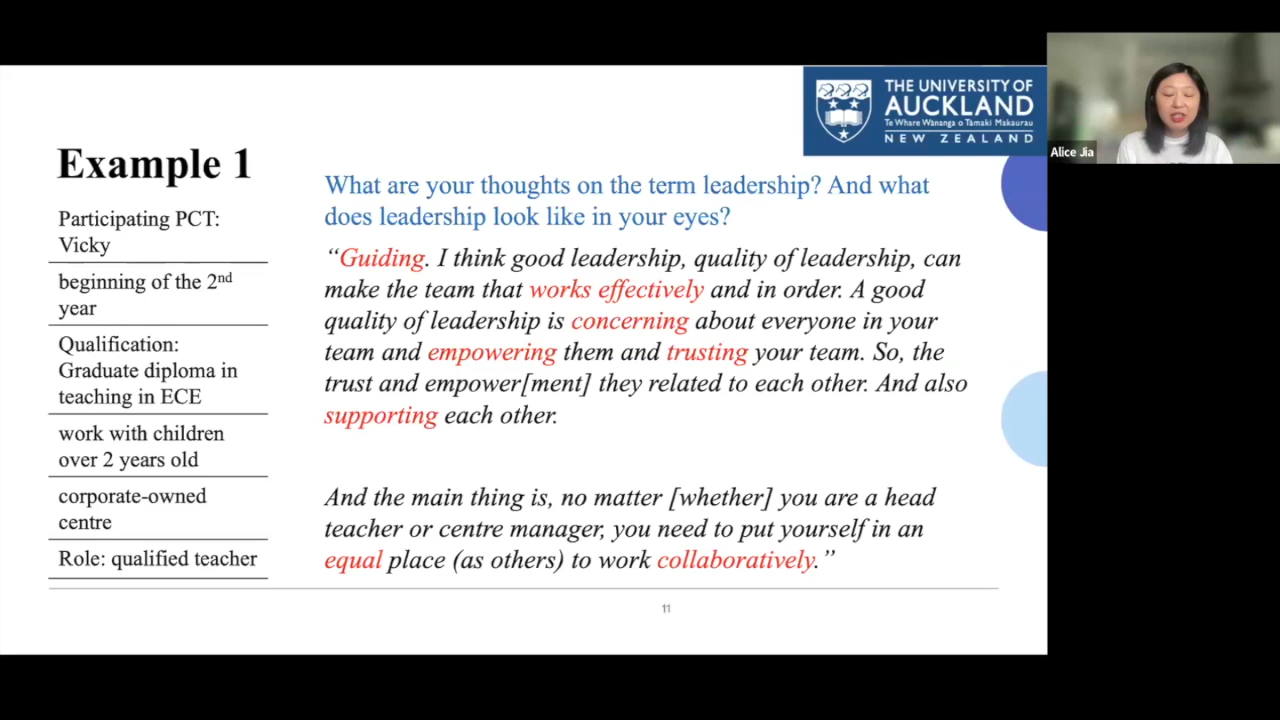 THE UNIVERSITY OF
AUCKLAND
Te Whare Wānanga o Tāmaki Makaurau
NEW ZEALAND
Alice Jia
Example 1
Participating PCT:
Vicky
beginning of the 2nd
year
Qualification:
Graduate diploma in
teaching in ECE
work with children
over 2 years old
corporate-owned
centre
Role: qualified teacher
What are your thoughts on the term leadership? And what
does leadership look like in your eyes?
“Guiding. I think good leadership, quality of leadership, can
make the team that works effectively and in order. A good
quality of leadership is concerning about everyone in your
team and empowering them and trusting your team. So, the
trust and empower[ment] they related to each other. And also
supporting each other.
And the main thing is, no matter [whether] you are a head
teacher or centre manager, you need to put yourself in an
equal place (as others) to work collaboratively.”
11